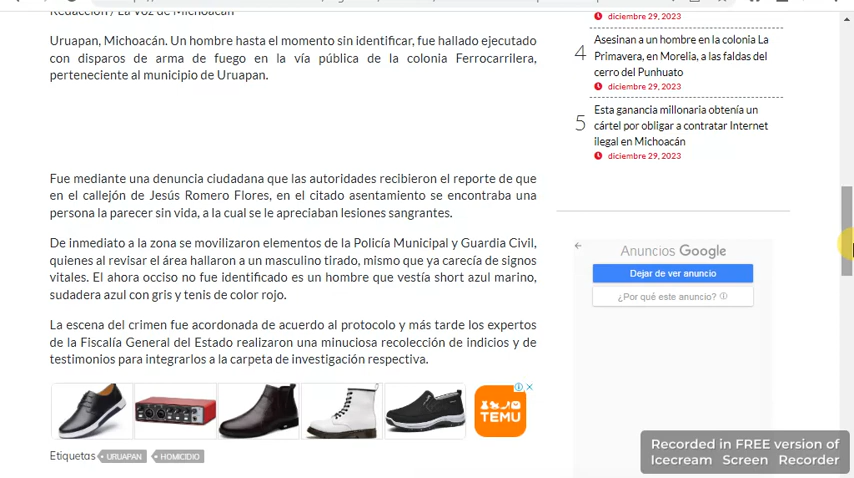 Redacción / La Voz de Michoacán
Uruapan, Michoacán. Un hombre hasta el momento sin identificar, fue hallado ejecutado
con disparos de arma de fuego en la vía pública de la colonia Ferrocarrilera,
perteneciente al municipio de Uruapan.
Fue mediante una denuncia ciudadana que las autoridades recibieron el reporte de que
en el callejón de Jesús Romero Flores, en el citado asentamiento se encontraba una
persona la parecer sin vida, a la cual se le apreciaban lesiones sangrantes.
De inmediato a la zona se movilizaron elementos de la Policía Municipal y Guardia Civil,
quienes al revisar el área hallaron a un masculino tirado, mismo que ya carecía de signos
vitales. El ahora occiso no fue identificado es un hombre que vestía short azul marino,
sudadera azul con gris y tenis de color rojo.
La escena del crimen fue acordonada de acuerdo al protocolo y más tarde los expertos
de la Fiscalía General del Estado realizaron una minuciosa recolección de indicios y de
testimonios para integrarlos a la carpeta de investigación respectiva.
TEMU
Etiquetas URUAPAN HOMICIDIO
diciembre 29, 2023
4
Asesinan a un hombre en la colonia La
Primavera, en Morelia, a las faldas del
cerro del Punhuato
diciembre 29, 2023
5
Esta ganancia millonaria obtenía un
cártel por obligar a contratar Internet
ilegal en Michoacán
diciembre 29, 2023
Anuncios Google
Dejar de ver anuncio
¿Por qué este anuncio?
Recorded in FREE version of
Icecream Screen Recorder